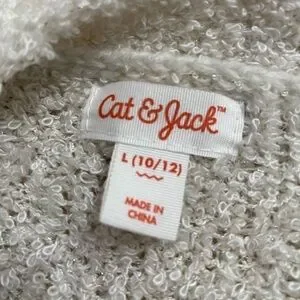 Cat & Jack™
L (10/12)
MADE IN
CHINA